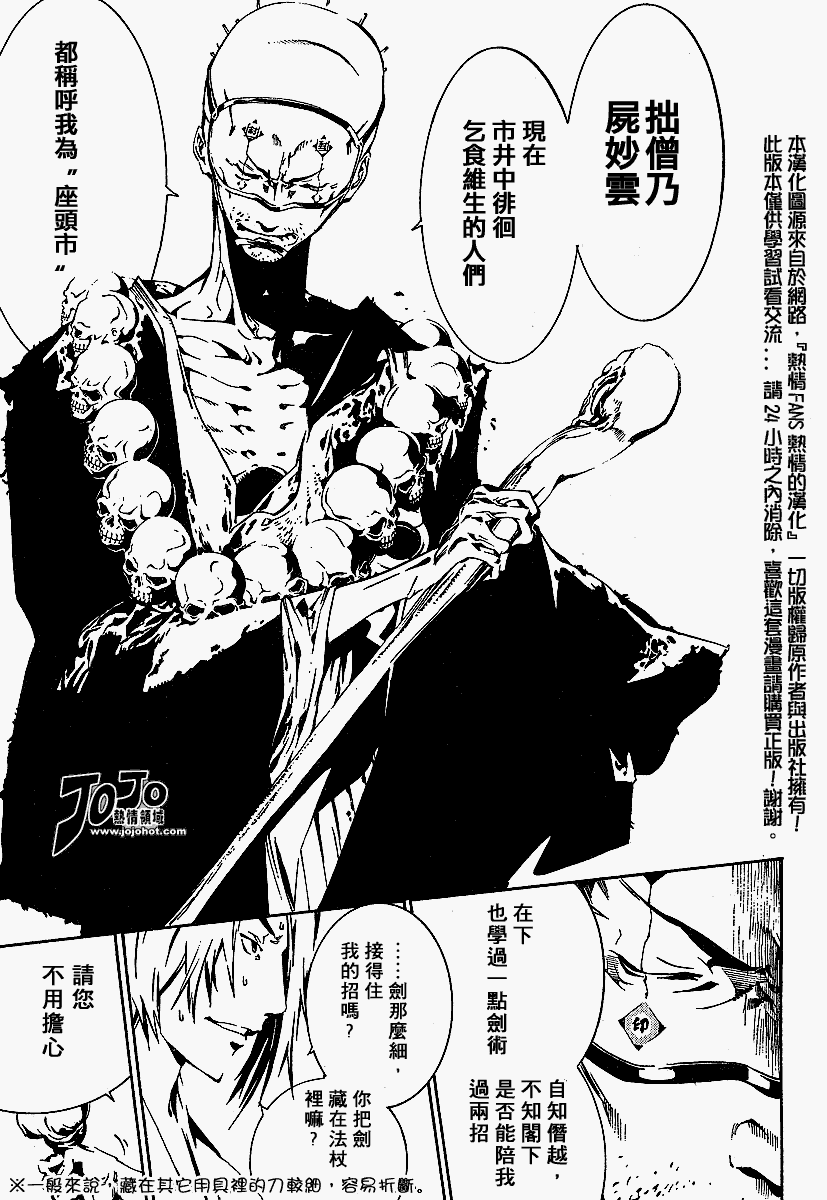 本漢化圖源來自於網路，『熱情FANS 熱情的漢化』一切版權歸原作者與出版社擁有！
此版本僅供學習試看交流… 請 24 小時之內消除，喜歡這套漫畫請購買正版！謝謝。
拙僧乃
屍妙雲
現在
市井中徘徊
乞食維生的人們
都稱呼我為”座頭市“
JOJO
熱情領域
www.jojohot.com
在下
也學過一點劍術
自知僭越，
不知閣下
是否能陪我
過兩招
印
……劍那麼細，
接得住
我的招嗎？
你把劍
藏在法杖
裡嘛？
請您
不用擔心
※一般來說，藏在其它用具裡的刀較細，容易折斷。